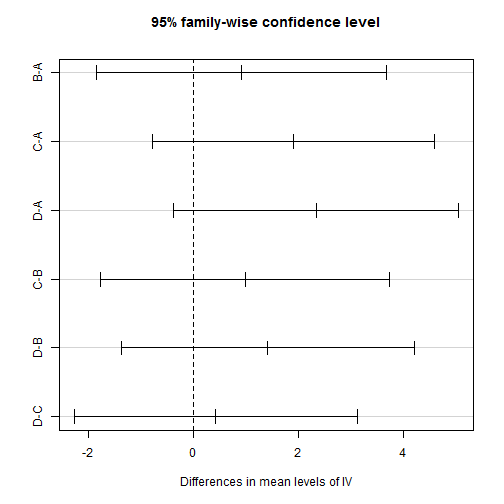 95% family-wise confidence level
B-A
C-A
D-A
C-B
D-B
D-C
-2 0 2 4
Differences in mean levels of IV